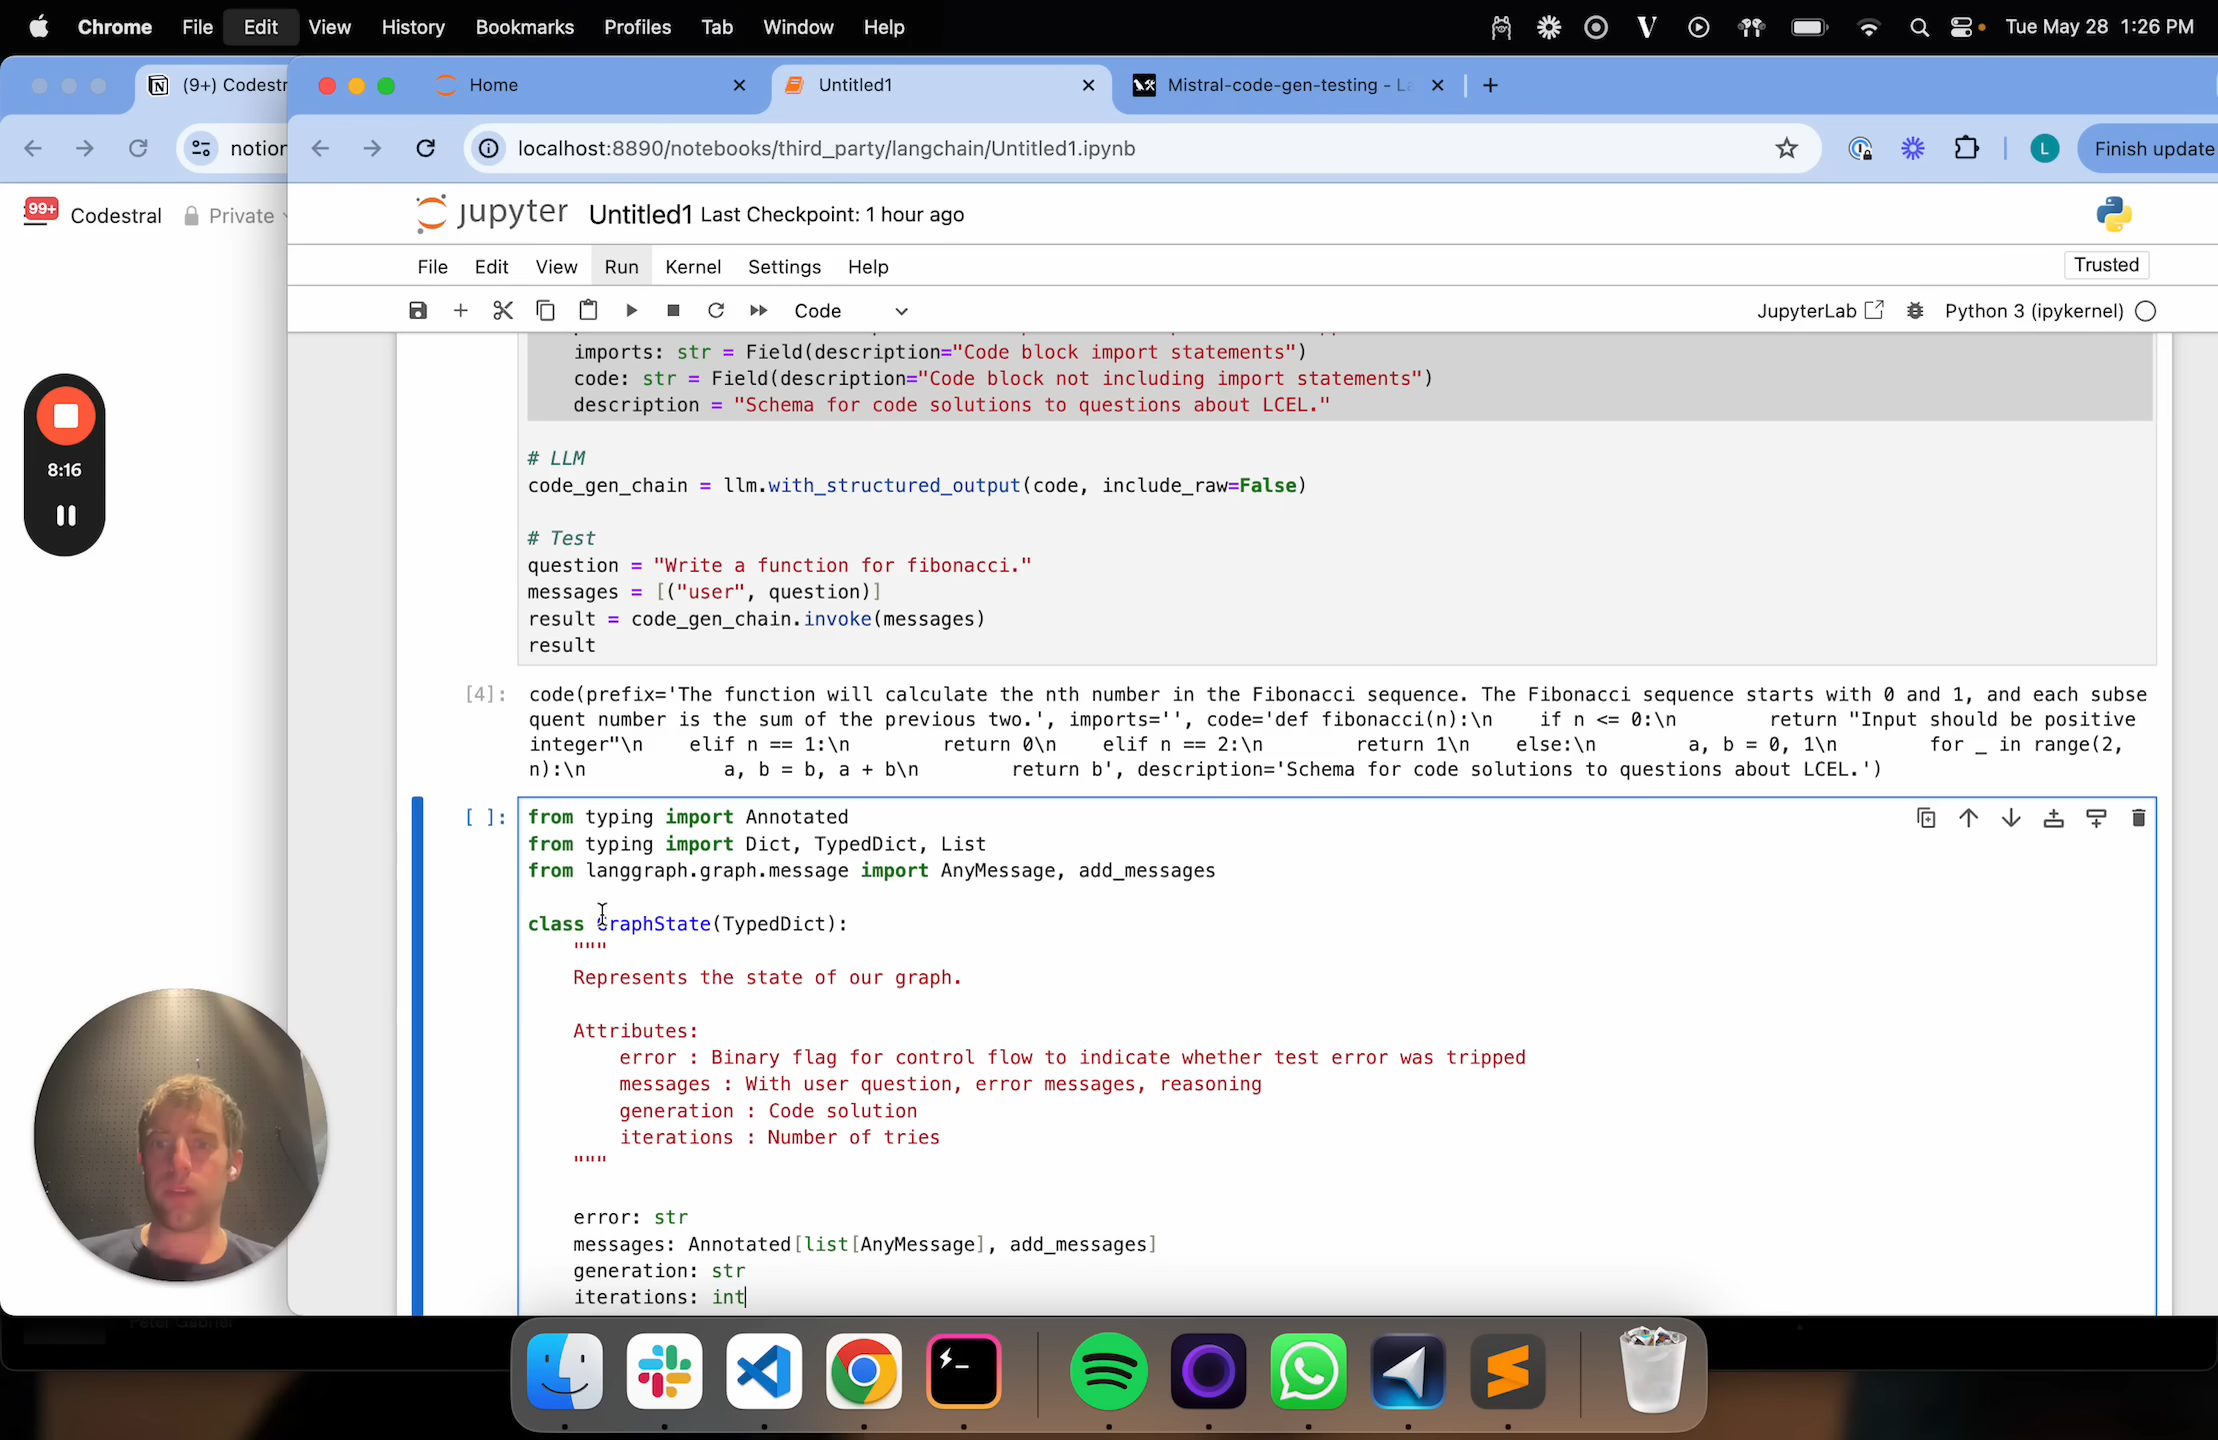 Chrome File Edit View History Bookmarks Profiles Tab Window Help Tue May 28 1:26 PM
(9+) Codestr Home Untitled1 Mistral-code-gen-testing - L
notion localhost:8890/notebooks/third_party/langchain/Untitled1.ipynb L Finish update
99+ Codestral Private
jupyter Untitled1 Last Checkpoint: 1 hour ago
File Edit View Run Kernel Settings Help Trusted
Code JupyterLab Python 3 (ipykernel)
imports: str = Field(description="Code block import statements")
code: str = Field(description="Code block not including import statements")
description = "Schema for code solutions to questions about LCEL."
# LLM
code_gen_chain = llm.with_structured_output(code, include_raw=False)
8:16
# Test
question = "Write a function for fibonacci."
messages = [("user", question)]
result = code_gen_chain.invoke(messages)
result
[4]: code(prefix='The function will calculate the nth number in the Fibonacci sequence. The Fibonacci sequence starts with 0 and 1, and each subse
quent number is the sum of the previous two.', imports='', code='def fibonacci(n):\n    if n <= 0:\n        return "Input should be positive
integer"\n    elif n == 1:\n        return 0\n    elif n == 2:\n        return 1\n    else:\n        a, b = 0, 1\n        for _ in range(2,
n):\n            a, b = b, a + b\n        return b', description='Schema for code solutions to questions about LCEL.')
[ ]: from typing import Annotated
from typing import Dict, TypedDict, List
from langgraph.graph.message import AnyMessage, add_messages
class GraphState(TypedDict):
"""
Represents the state of our graph.
Attributes:
error : Binary flag for control flow to indicate whether test error was tripped
messages : With user question, error messages, reasoning
generation : Code solution
iterations : Number of tries
"""
error: str
messages: Annotated[list[AnyMessage], add_messages]
generation: str
iterations: int
Peter Gabriel